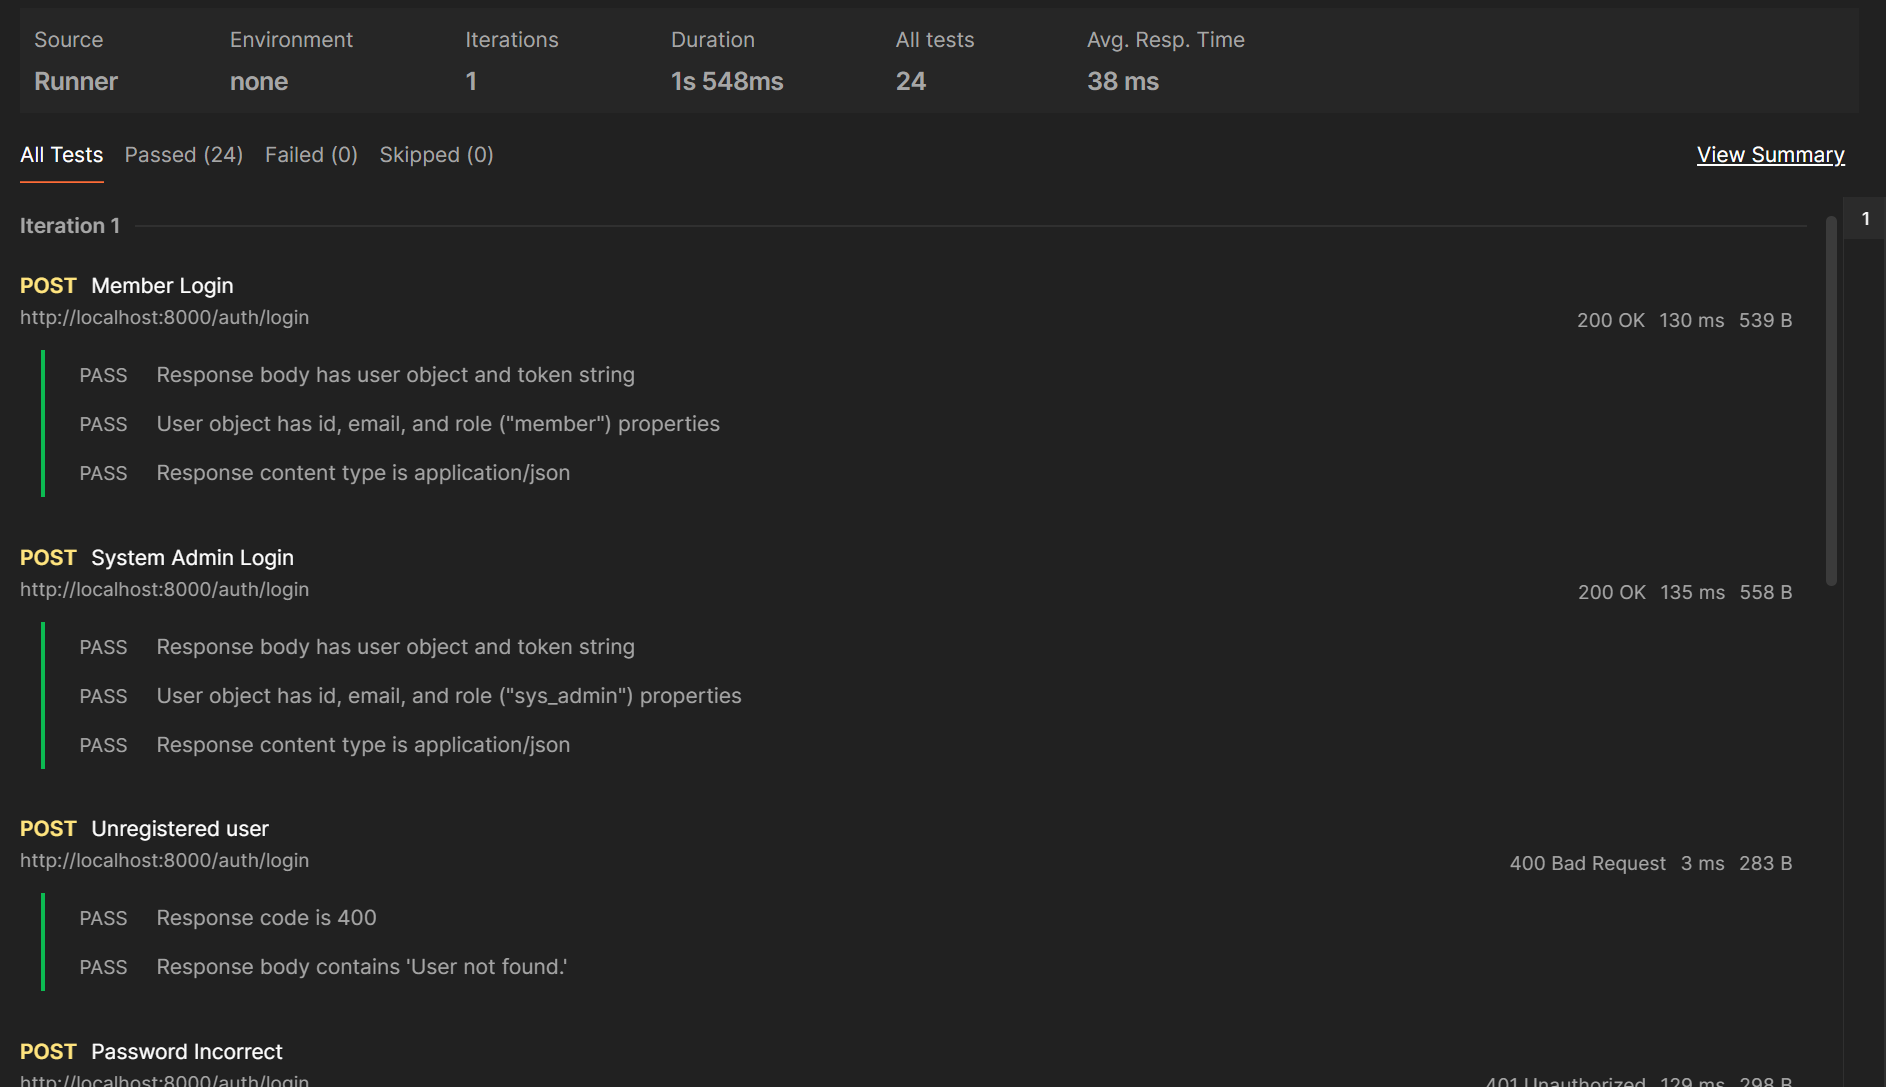 Source Environment Iterations Duration All tests Avg. Resp. Time
Runner none 1 1s 548ms 24 38 ms
All Tests Passed (24) Failed (0) Skipped (0) View Summary
Iteration 1 1
POST Member Login
http://localhost:8000/auth/login 200 OK 130 ms 539 B
PASS Response body has user object and token string
PASS User object has id, email, and role ("member") properties
PASS Response content type is application/json
POST System Admin Login
http://localhost:8000/auth/login 200 OK 135 ms 558 B
PASS Response body has user object and token string
PASS User object has id, email, and role ("sys_admin") properties
PASS Response content type is application/json
POST Unregistered user
http://localhost:8000/auth/login 400 Bad Request 3 ms 283 B
PASS Response code is 400
PASS Response body contains 'User not found.'
POST Password Incorrect
http://localhost:8000/auth/login 401 Unauthorized 129 ms 298 B